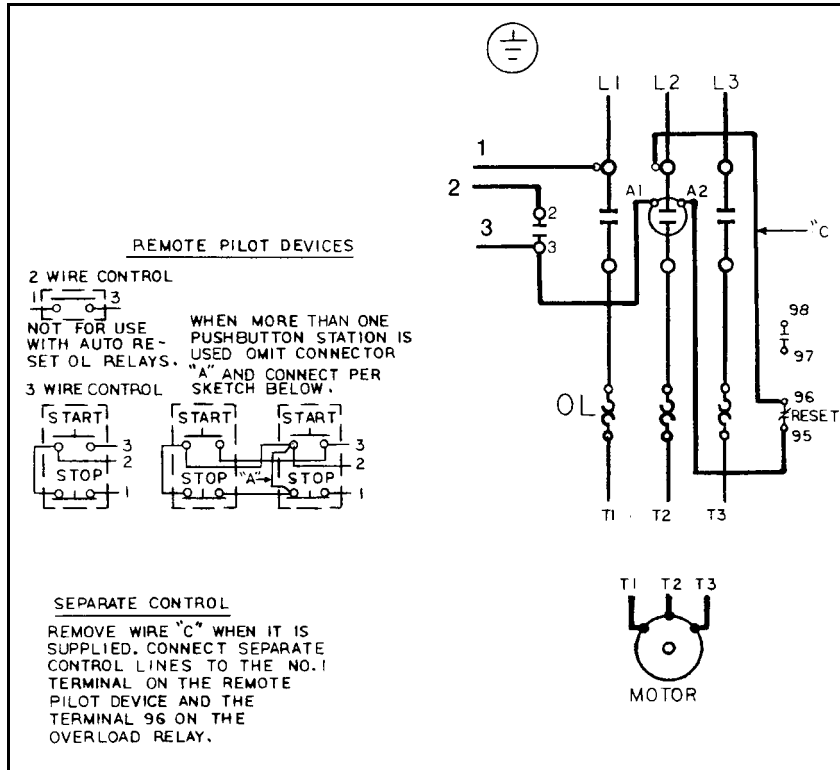 L1 L2 L3
1
2
3
2
3
A1 A2
"C
98
97
96
RESET
95
OL
T1 T2 T3
T1 T2 T3
MOTOR
REMOTE PILOT DEVICES
2 WIRE CONTROL
1 3
NOT FOR USE
WITH AUTO RE-
SET OL RELAYS.
WHEN MORE THAN ONE
PUSHBUTTON STATION IS
USED OMIT CONNECTOR
"A" AND CONNECT PER
SKETCH BELOW.
3 WIRE CONTROL
START
3
2
STOP
1
START START
3
2
STOP "A" STOP
1
SEPARATE CONTROL
REMOVE WIRE "C" WHEN IT IS
SUPPLIED. CONNECT SEPARATE
CONTROL LINES TO THE NO.1
TERMINAL ON THE REMOTE
PILOT DEVICE AND THE
TERMINAL 96 ON THE
OVERLOAD RELAY.